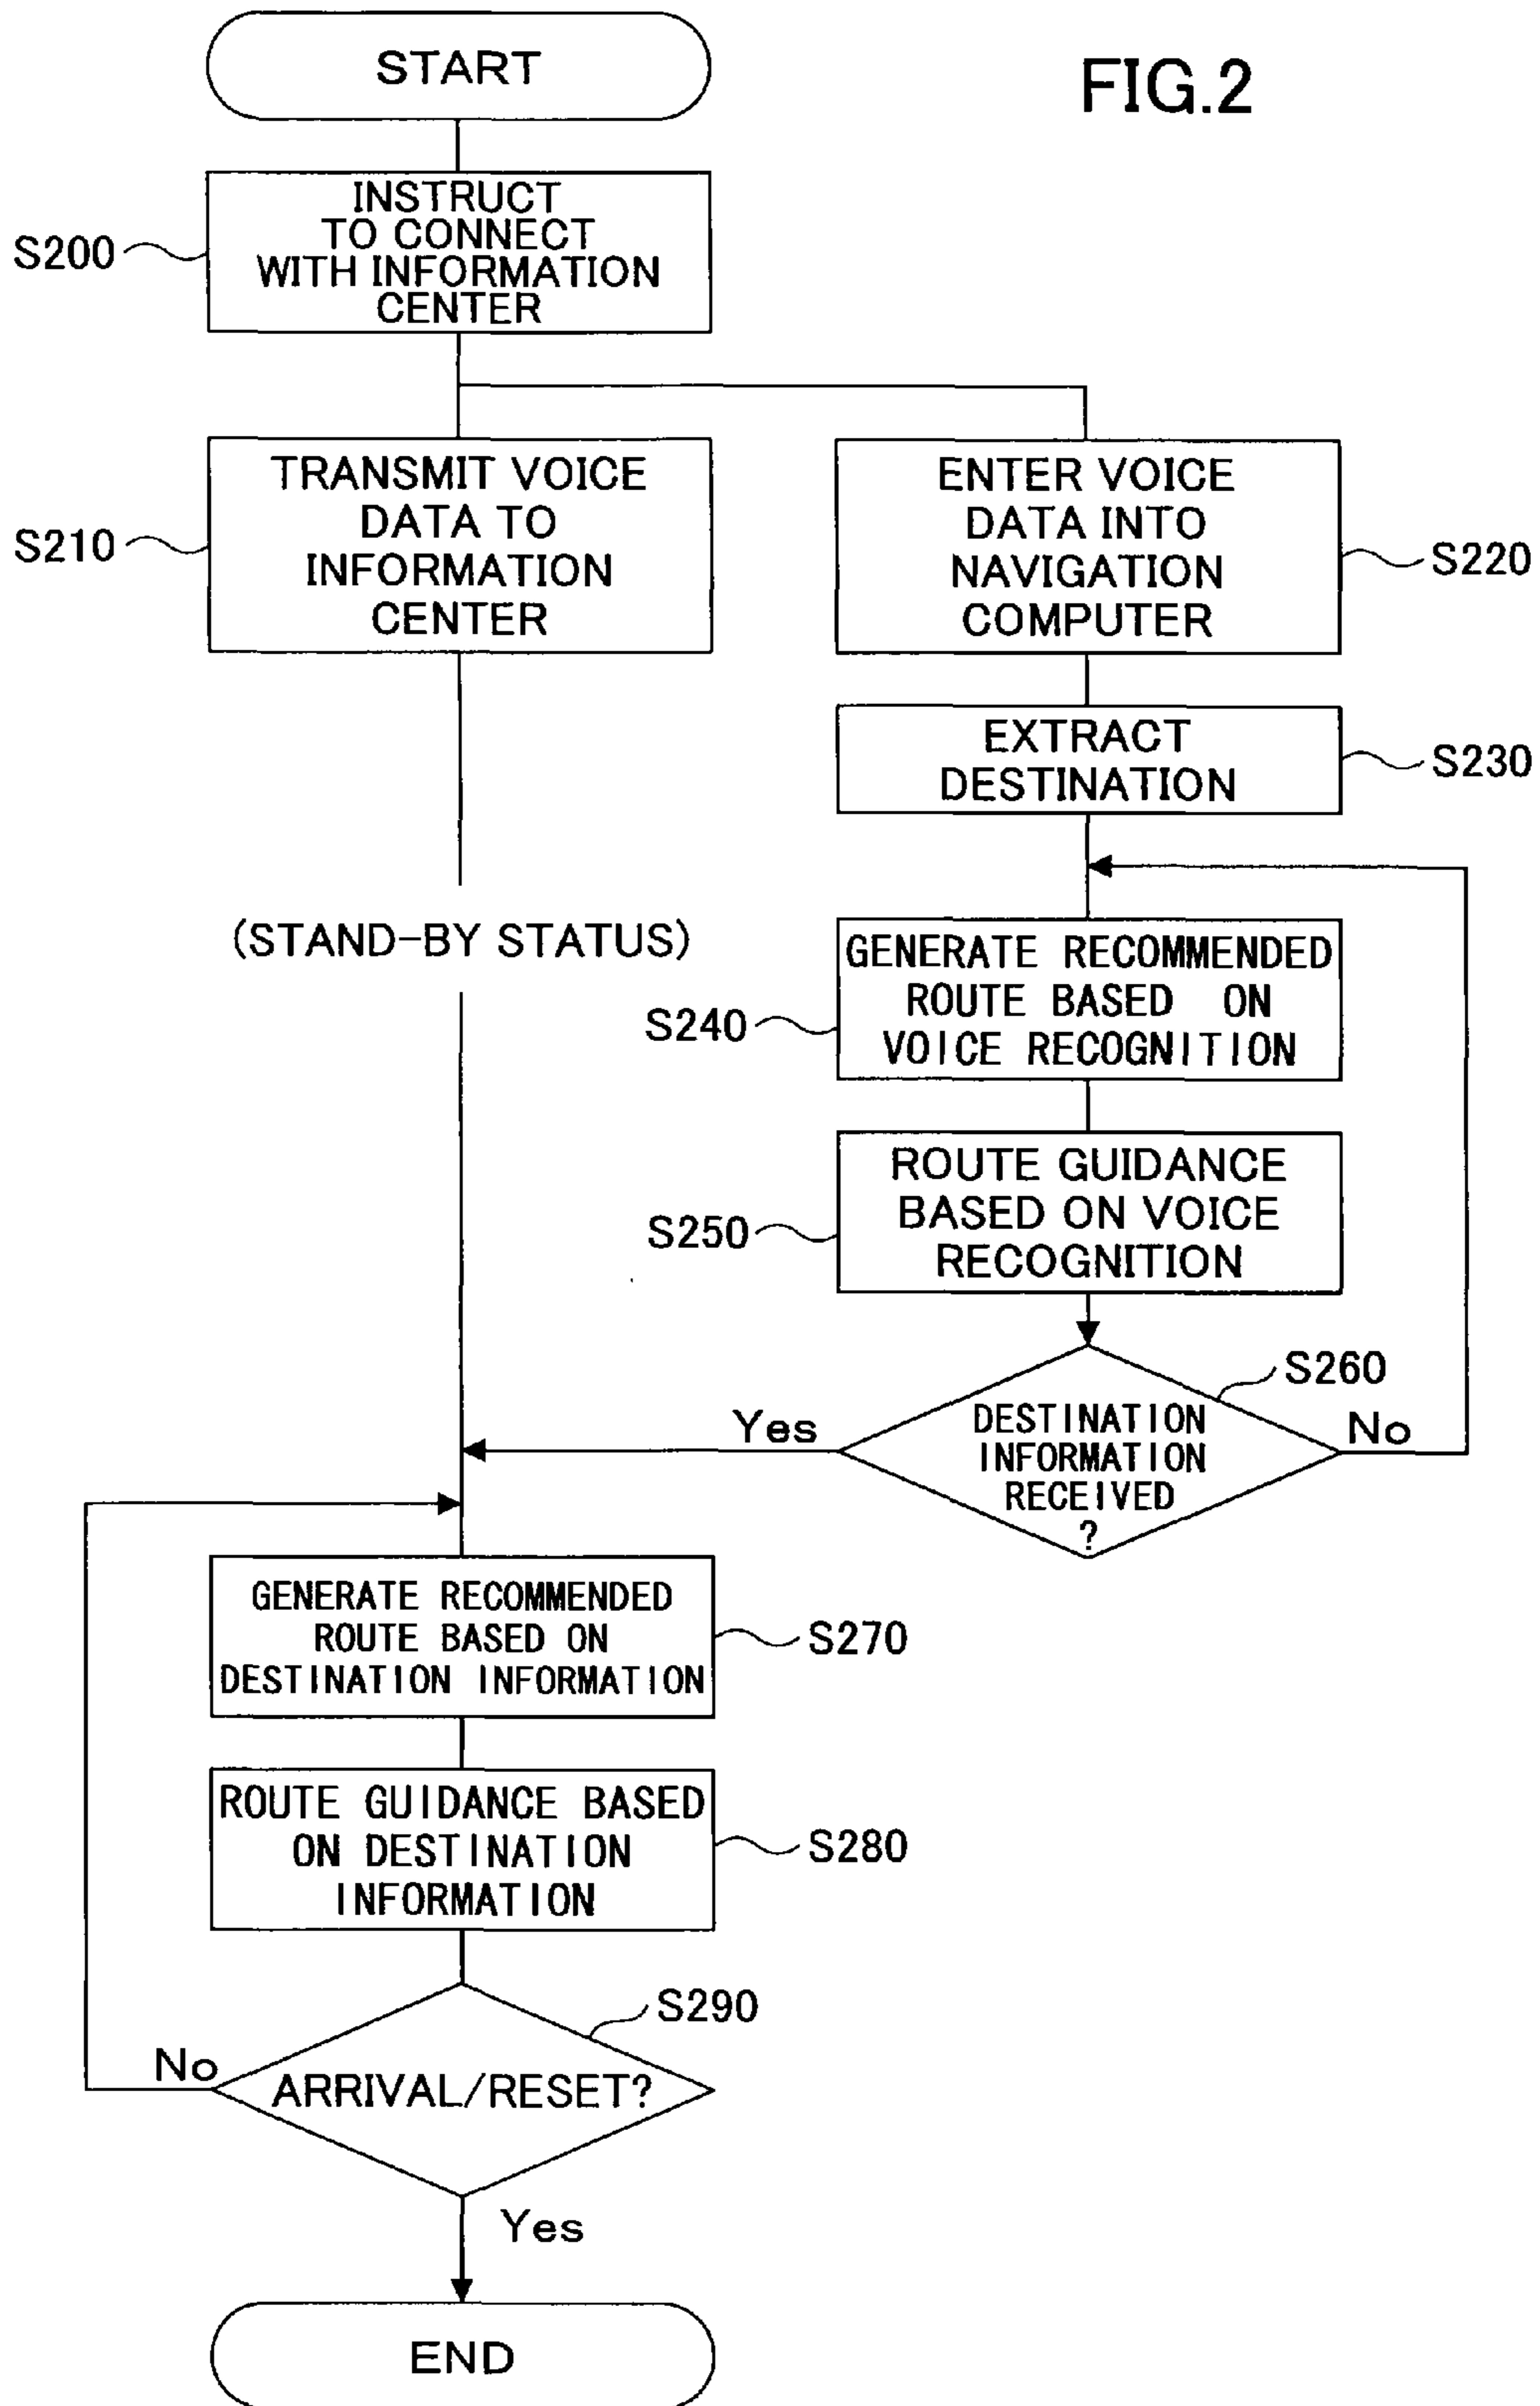 START
FIG.2
INSTRUCT
TO CONNECT
WITH INFORMATION
CENTER
S200
TRANSMIT VOICE
DATA TO
INFORMATION
CENTER
S210
ENTER VOICE
DATA INTO
NAVIGATION
COMPUTER
S220
EXTRACT
DESTINATION
S230
(STAND-BY STATUS)
GENERATE RECOMMENDED
ROUTE BASED ON
VOICE RECOGNITION
S240
ROUTE GUIDANCE
BASED ON VOICE
RECOGNITION
S250
S260
DESTINATION
INFORMATION
RECEIVED
?
Yes
No
GENERATE RECOMMENDED
ROUTE BASED ON
DESTINATION INFORMATION
S270
ROUTE GUIDANCE BASED
ON DESTINATION
INFORMATION
S280
S290
No
ARRIVAL/RESET?
Yes
END